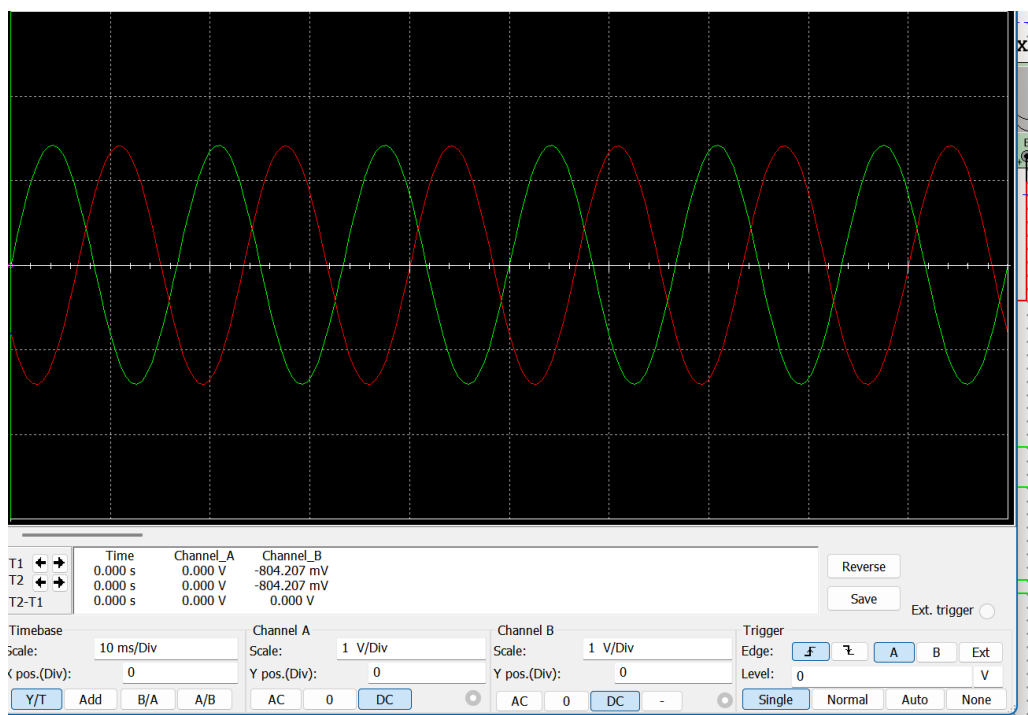 X
E
Time Channel_A Channel_B
T1 0.000 s 0.000 V -804.207 mV
T2 0.000 s 0.000 V -804.207 mV
T2-T1 0.000 s 0.000 V 0.000 V
Reverse
Save
Ext. trigger
Timebase
Scale: 10 ms/Div
X pos.(Div): 0
Y/T Add B/A A/B
Channel A
Scale: 1 V/Div
Y pos.(Div): 0
AC 0 DC
Channel B
Scale: 1 V/Div
Y pos.(Div): 0
AC 0 DC -
Trigger
Edge: A B Ext
Level: 0 V
Single Normal Auto None